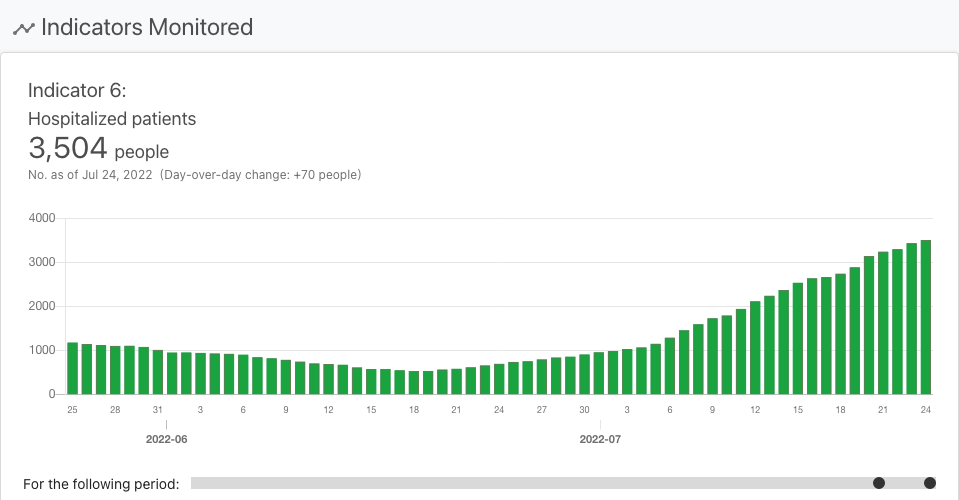 Indicators Monitored
Indicator 6:
Hospitalized patients
3,504 people
No. as of Jul 24, 2022 (Day-over-day change: +70 people)
4000
3000
2000
1000
0
25 28 31 3 6 9 12 15 18 21 24 27 30 3 6 9 12 15 18 21 24
2022-06 2022-07
For the following period: